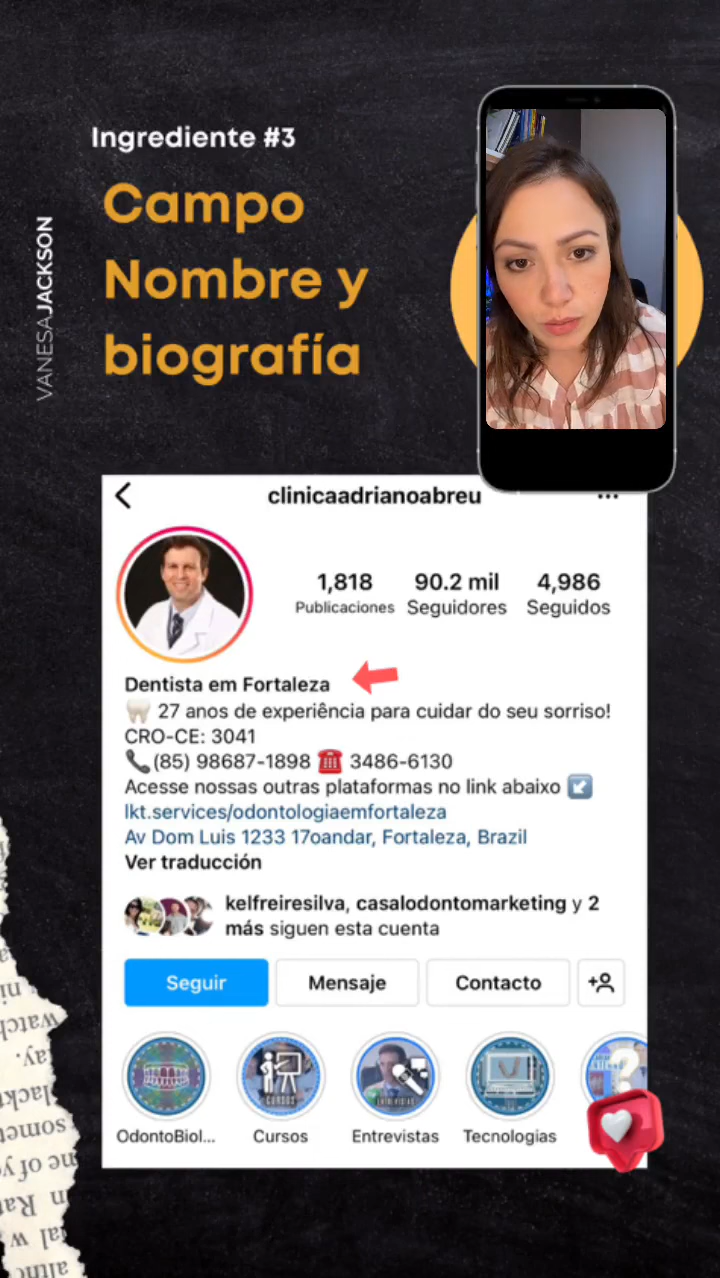 Ingrediente #3
Campo
Nombre y
biografía
VANESAJACKSON
clinicaadrianoabreu
1,818 90.2 mil 4,986
Publicaciones Seguidores Seguidos
Dentista em Fortaleza
🦷 27 anos de experiência para cuidar do seu sorriso!
CRO-CE: 3041
📞(85) 98687-1898 ☎️ 3486-6130
Acesse nossas outras plataformas no link abaixo ↙️
lkt.services/odontologiaemfortaleza
Av Dom Luis 1233 17oandar, Fortaleza, Brazil
Ver traducción
kelfreiresilva, casalodontomarketing y 2
más siguen esta cuenta
Seguir Mensaje Contacto
CURSOS ENTREVISTAS
OdontoBiol... Cursos Entrevistas Tecnologias